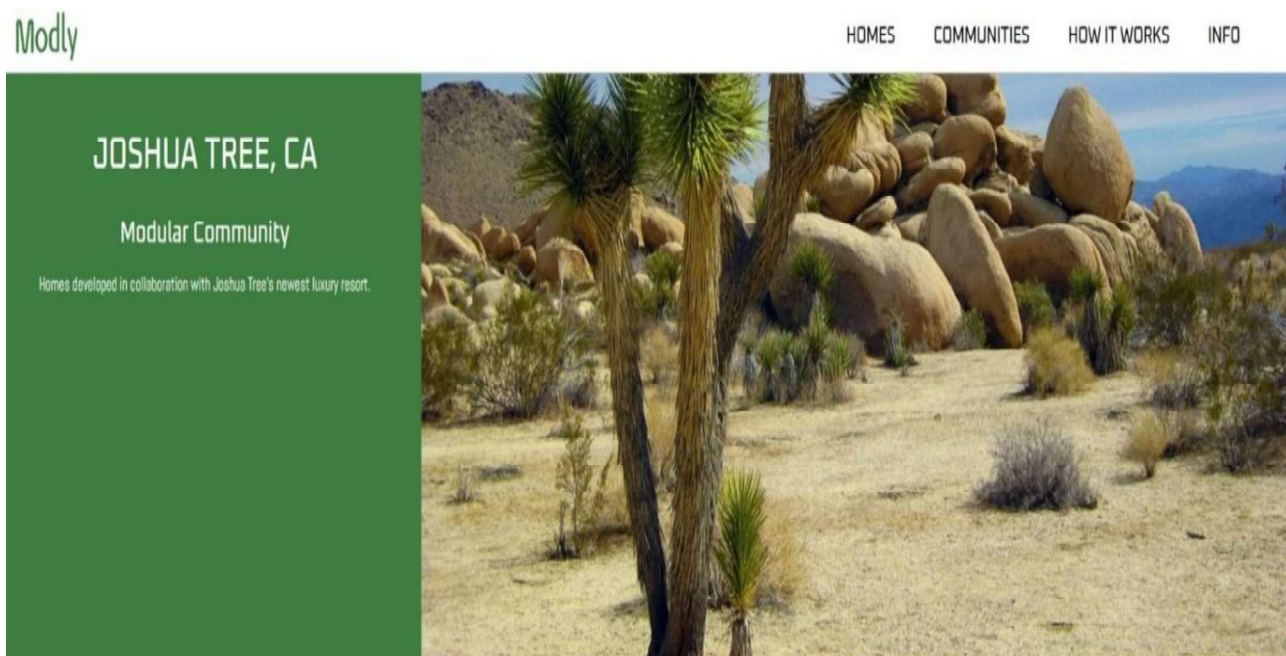 Modly
HOMES COMMUNITIES HOW IT WORKS INFO
JOSHUA TREE, CA
Modular Community
Homes developed in collaboration with Joshua Tree's newest luxury resort.